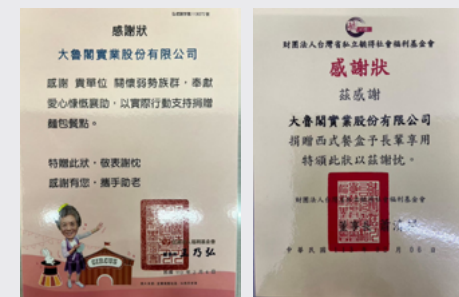 感謝狀
大魯閣實業股份有限公司
感謝 貴單位 關懷弱勢族群，奉獻
愛心慷慨襄助，以實際行動支持捐贈
麵包餐點。
特贈此狀，敬表謝忱
感謝有您，攜手助老
CIRCUS
財團法人台灣省私立毓得社會福利基金會
感謝狀
茲感謝
大魯閣實業股份有限公司
捐贈西式餐盒予長輩享用
特頒此狀以茲謝忱。